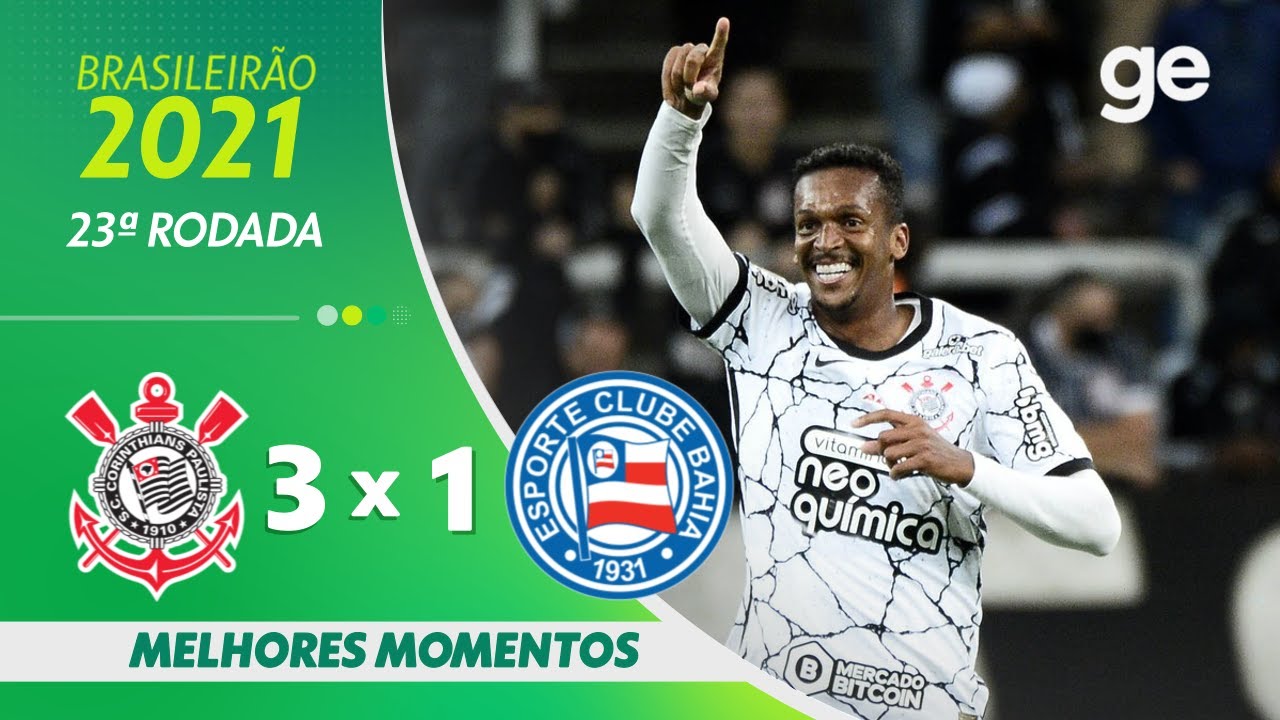 BRASILEIRÃO
2021
23ª RODADA
ge
S.C. CORINTHIANS PAULISTA
1910
3 x 1
ESPORTE CLUBE BAHIA
1931
MELHORES MOMENTOS
bmg
neo
química
B MERCADO
BITCOIN